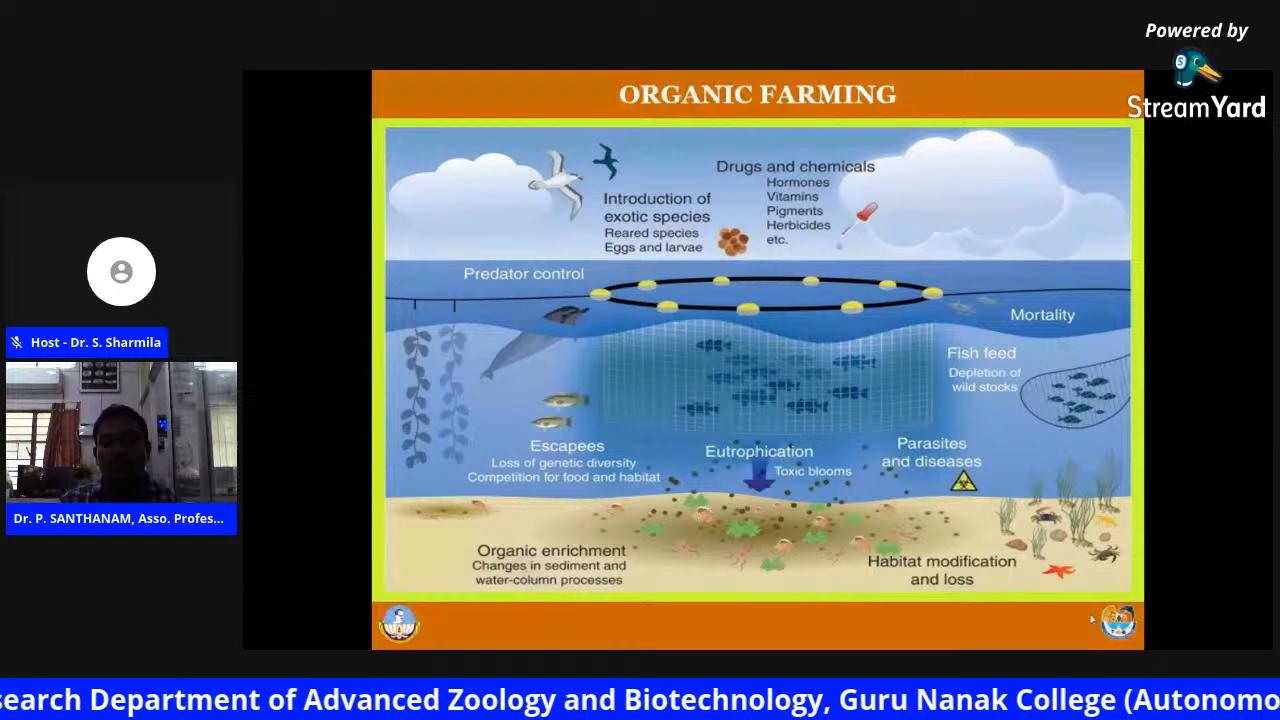 Powered by
StreamYard
ORGANIC FARMING
Drugs and chemicals
Hormones
Vitamins
Pigments
Herbicides
etc.
Introduction of
exotic species
Reared species
Eggs and larvae
Predator control
Mortality
Fish feed
Depletion of
wild stocks
Escapees
Loss of genetic diversity
Competition for food and habitat
Eutrophication
Toxic blooms
Parasites
and diseases
Organic enrichment
Changes in sediment and
water-column processes
Habitat modification
and loss
Host - Dr. S. Sharmila
Dr. P. SANTHANAM, Asso. Profes...
search Department of Advanced Zoology and Biotechnology, Guru Nanak College (Autonomo